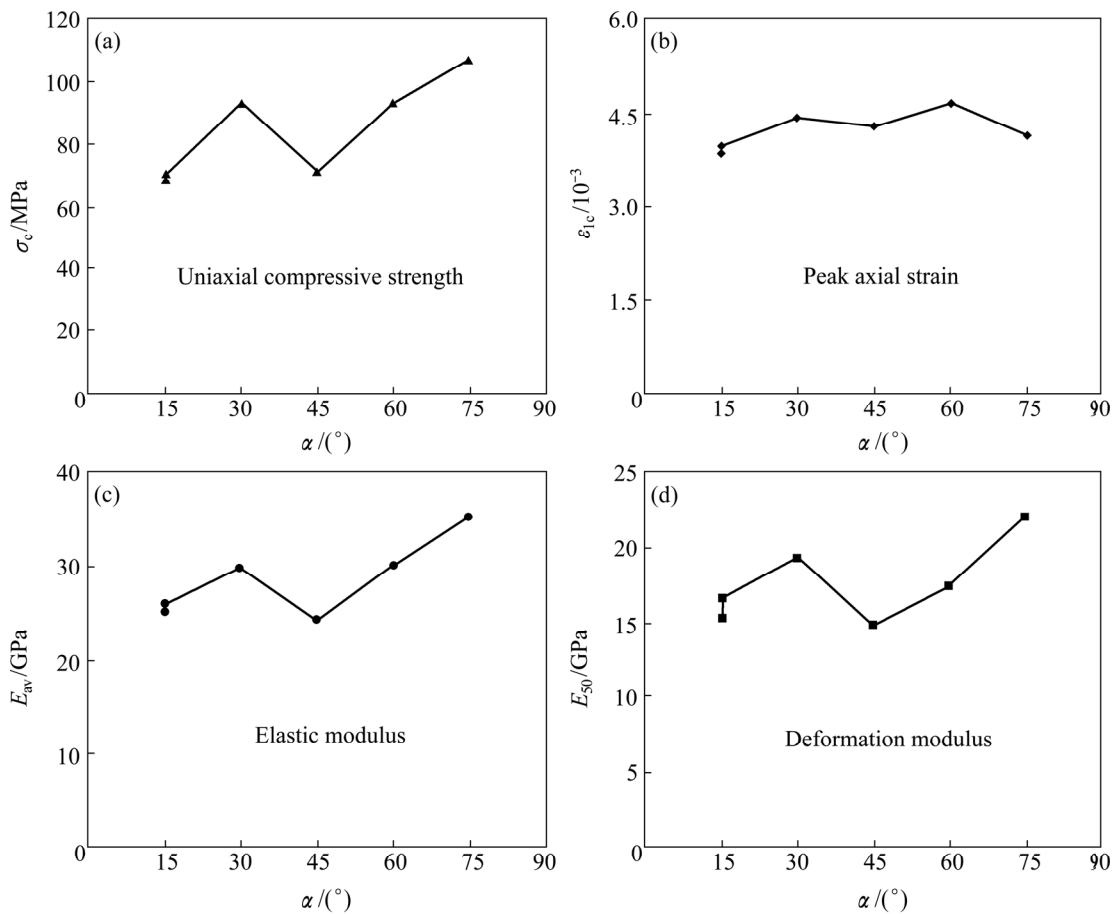 120
100
80
60
40
20
0
(a)
σc/MPa
Uniaxial compressive strength
15 30 45 60 75 90
α/(°)
6.0
4.5
3.0
1.5
0
(b)
ε1c/10⁻³
Peak axial strain
15 30 45 60 75 90
α/(°)
40
30
20
10
0
(c)
Eav/GPa
Elastic modulus
15 30 45 60 75 90
α/(°)
25
20
15
10
5
0
(d)
E50/GPa
Deformation modulus
15 30 45 60 75 90
α/(°)